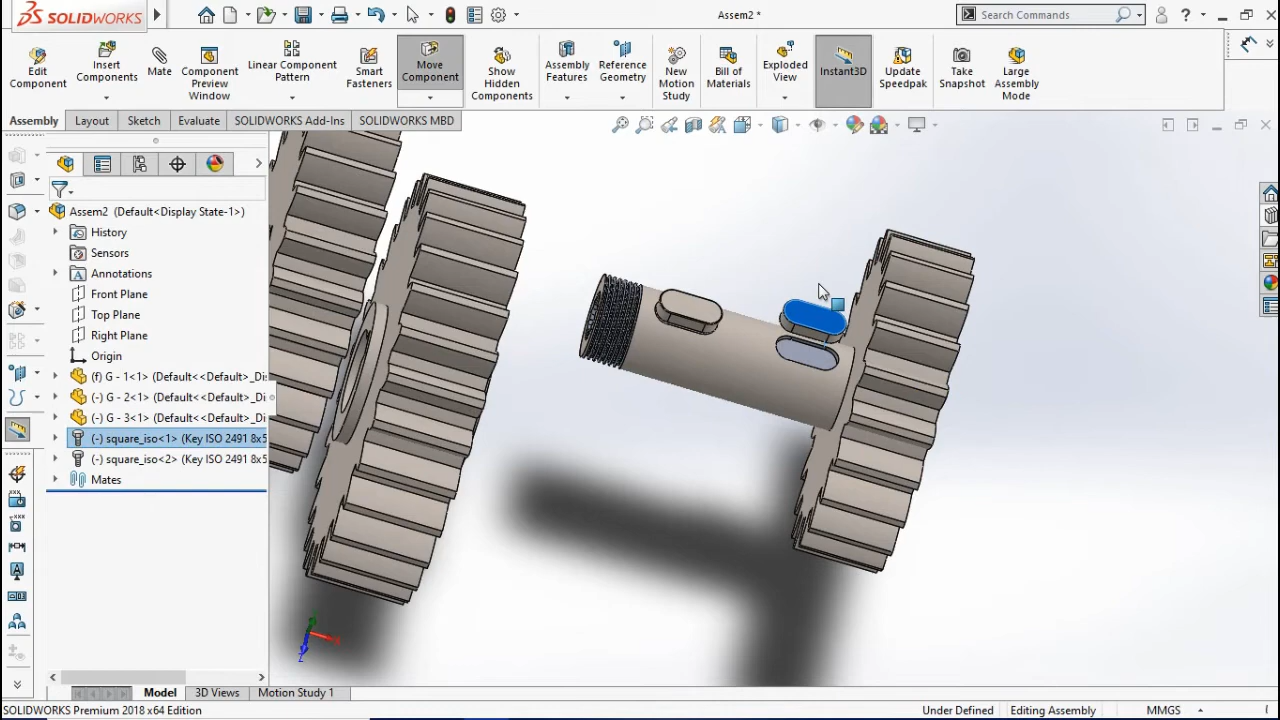 SOLIDWORKS
Assem2 *
Search Commands
?
Edit Component
Insert Components
Mate
Component Preview Window
Linear Component Pattern
Smart Fasteners
Move Component
Show Hidden Components
Assembly Features
Reference Geometry
New Motion Study
Bill of Materials
Exploded View
Instant3D
Update Speedpak
Take Snapshot
Large Assembly Mode
Assembly Layout Sketch Evaluate SOLIDWORKS Add-Ins SOLIDWORKS MBD
Assem2 (Default<Display State-1>)
History
Sensors
Annotations
Front Plane
Top Plane
Right Plane
Origin
(f) G - 1<1> (Default<<Default>_Di
(-) G - 2<1> (Default<<Default>_Di
(-) G - 3<1> (Default<<Default>_Di
(-) square_iso<1> (Key ISO 2491 8x5
(-) square_iso<2> (Key ISO 2491 8x5
Mates
Model 3D Views Motion Study 1
SOLIDWORKS Premium 2018 x64 Edition Under Defined Editing Assembly MMGS